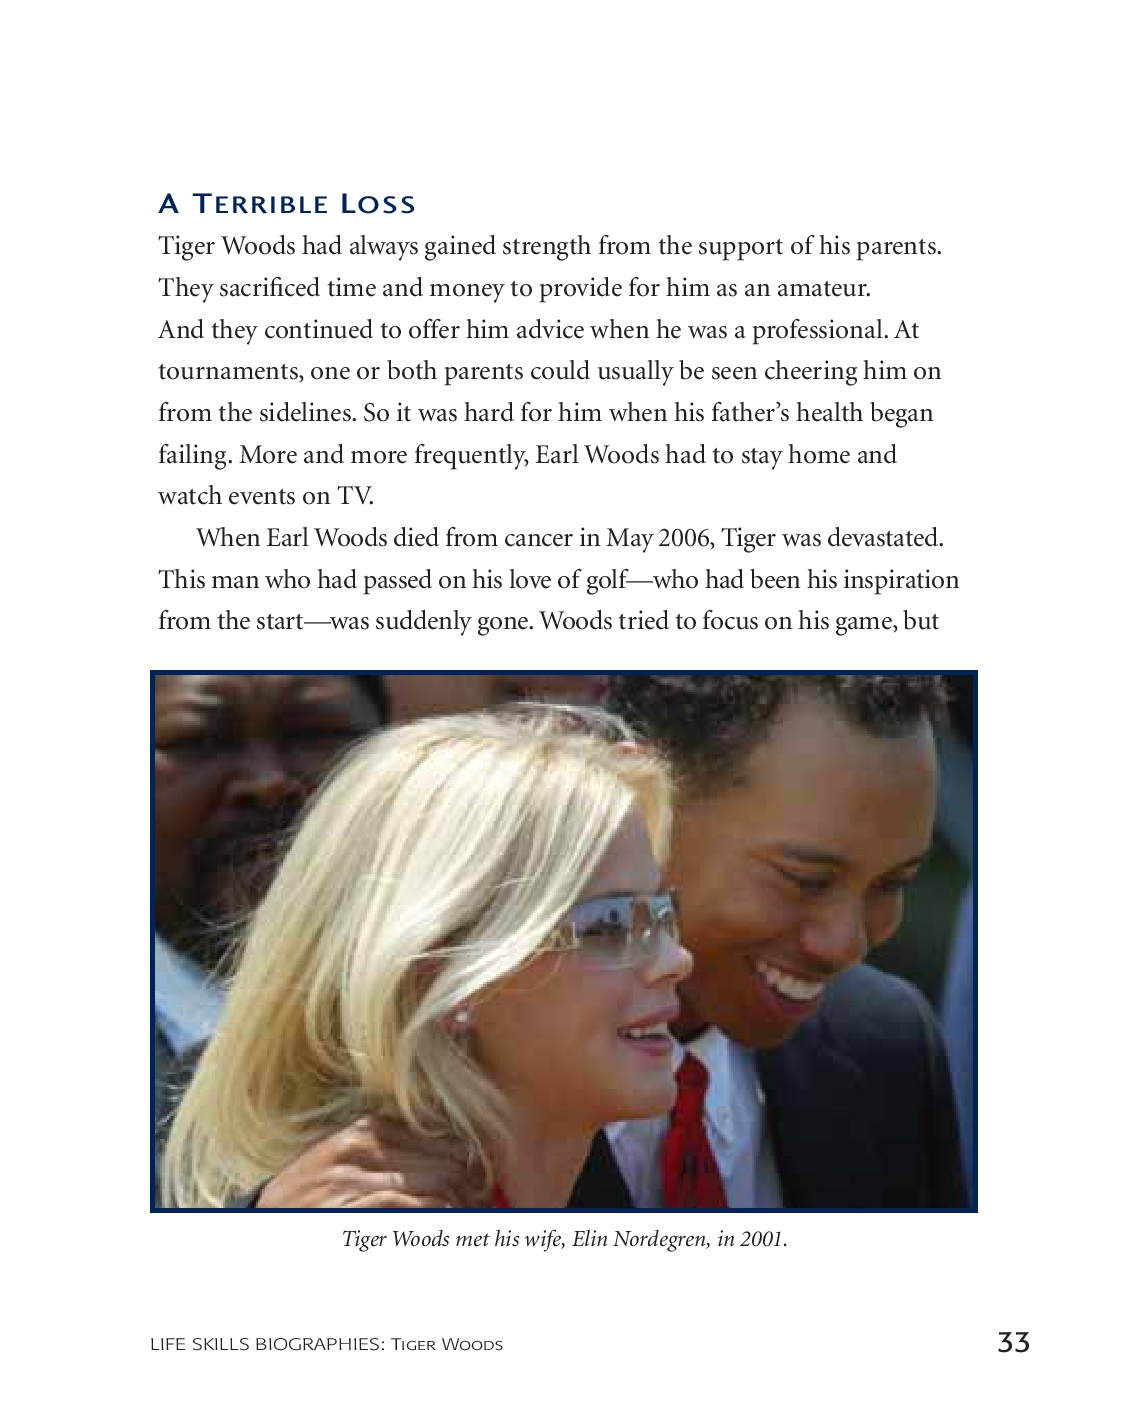 A Terrible Loss
Tiger Woods had always gained strength from the support of his parents.
They sacrificed time and money to provide for him as an amateur.
And they continued to offer him advice when he was a professional. At
tournaments, one or both parents could usually be seen cheering him on
from the sidelines. So it was hard for him when his father’s health began
failing. More and more frequently, Earl Woods had to stay home and
watch events on TV.
When Earl Woods died from cancer in May 2006, Tiger was devastated.
This man who had passed on his love of golf—who had been his inspiration
from the start—was suddenly gone. Woods tried to focus on his game, but
Tiger Woods met his wife, Elin Nordegren, in 2001.
LIFE SKILLS BIOGRAPHIES: Tiger Woods
33